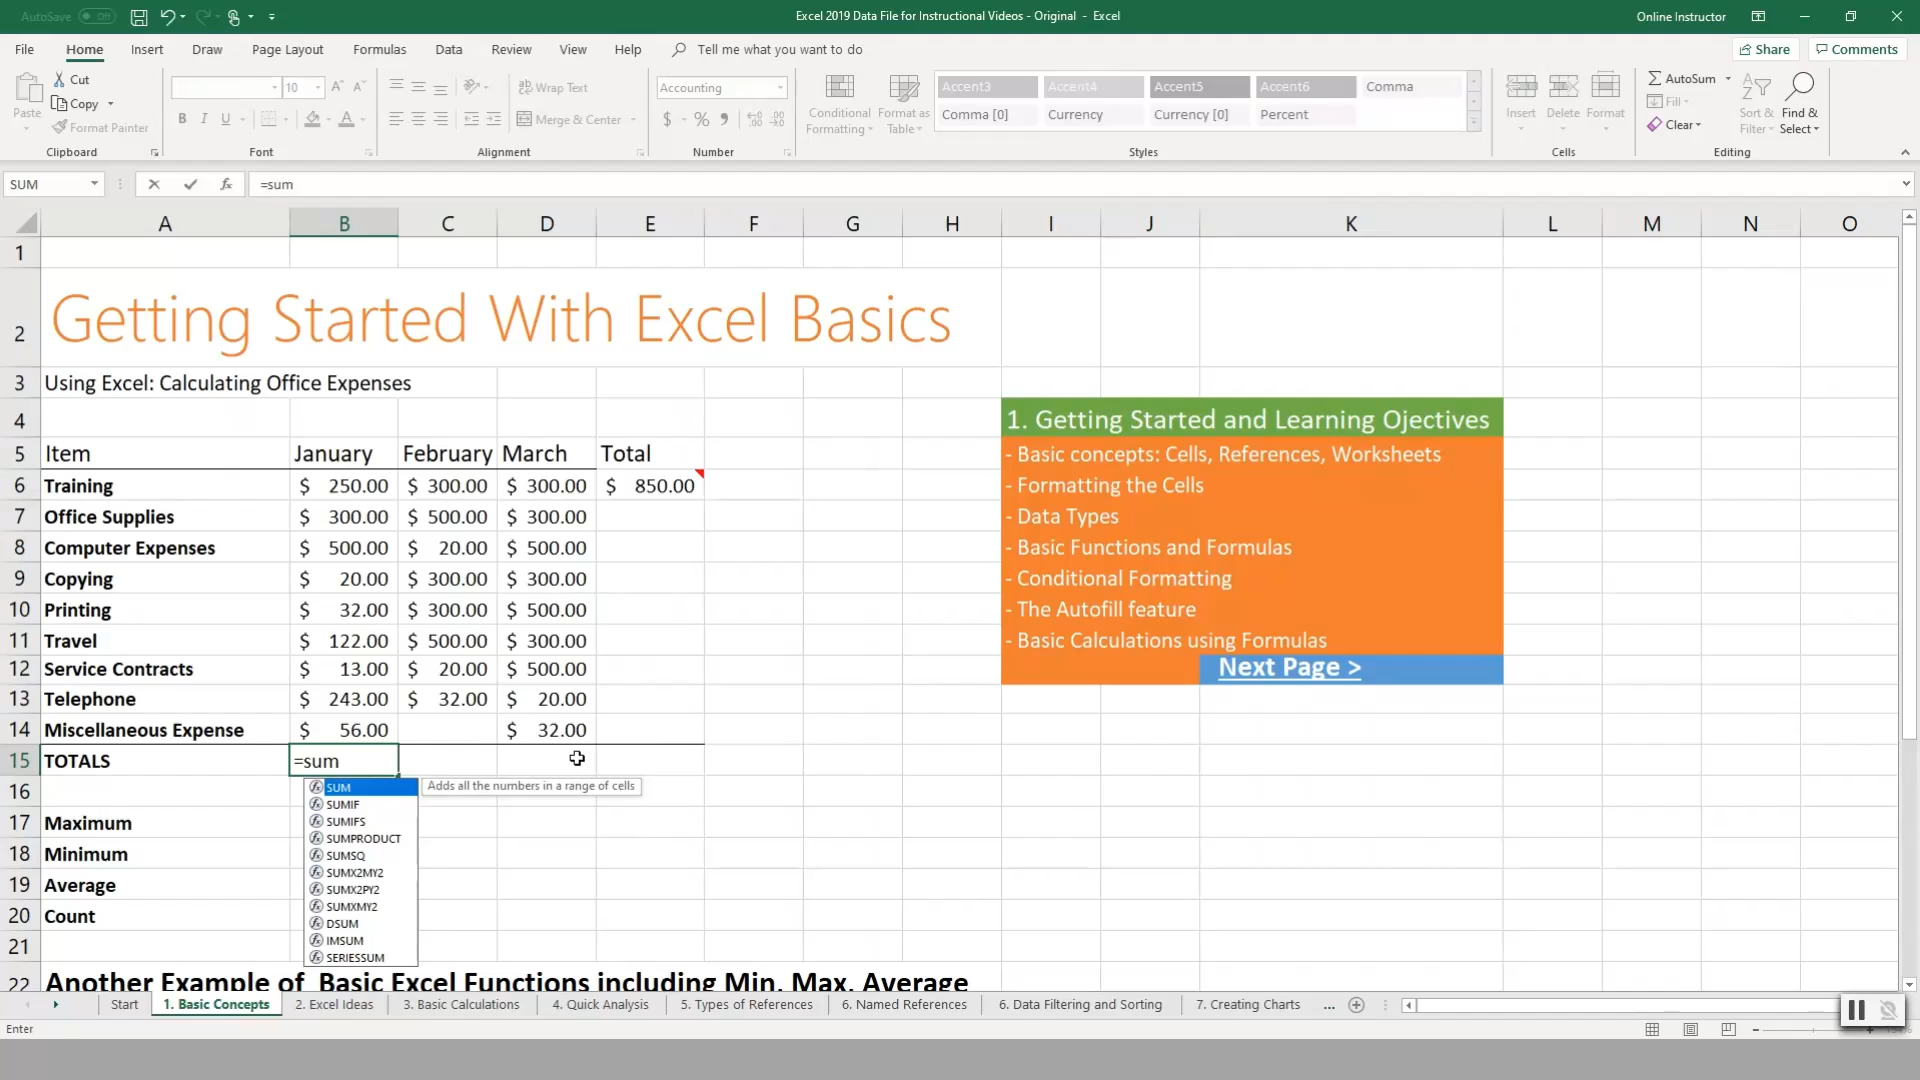 AutoSave Off
Excel 2019 Data File for Instructional Videos - Original - Excel
Online Instructor
File Home Insert Draw Page Layout Formulas Data Review View Help Tell me what you want to do Share Comments
Cut
Copy
Format Painter
Paste
Clipboard
10
Font
Wrap Text
Merge & Center
Alignment
Accounting
Number
Conditional Formatting
Format as Table
Accent3 Accent4 Accent5 Accent6 Comma
Comma [0] Currency Currency [0] Percent
Styles
Insert Delete Format
Cells
AutoSum
Fill
Clear
Sort & Filter
Find & Select
Editing
SUM =sum
A B C D E F G H I J K L M N O
1
2 Getting Started With Excel Basics
3 Using Excel: Calculating Office Expenses
4 1. Getting Started and Learning Ojectives
5 Item January February March Total - Basic concepts: Cells, References, Worksheets
6 Training $ 250.00 $ 300.00 $ 300.00 $ 850.00 - Formatting the Cells
7 Office Supplies $ 300.00 $ 500.00 $ 300.00 - Data Types
8 Computer Expenses $ 500.00 $ 20.00 $ 500.00 - Basic Functions and Formulas
9 Copying $ 20.00 $ 300.00 $ 300.00 - Conditional Formatting
10 Printing $ 32.00 $ 300.00 $ 500.00 - The Autofill feature
11 Travel $ 122.00 $ 500.00 $ 300.00 - Basic Calculations using Formulas
12 Service Contracts $ 13.00 $ 20.00 $ 500.00 Next Page >
13 Telephone $ 243.00 $ 32.00 $ 20.00
14 Miscellaneous Expense $ 56.00 $ 32.00
15 TOTALS =sum
16
17 Maximum
18 Minimum
19 Average
20 Count
21
22 Another Example of Basic Excel Functions including Min, Max, Average
SUM Adds all the numbers in a range of cells
SUMIF
SUMIFS
SUMPRODUCT
SUMSQ
SUMX2MY2
SUMX2PY2
SUMXMY2
DSUM
IMSUM
SERIESSUM
Start 1. Basic Concepts 2. Excel Ideas 3. Basic Calculations 4. Quick Analysis 5. Types of References 6. Named References 6. Data Filtering and Sorting 7. Creating Charts ...
Enter